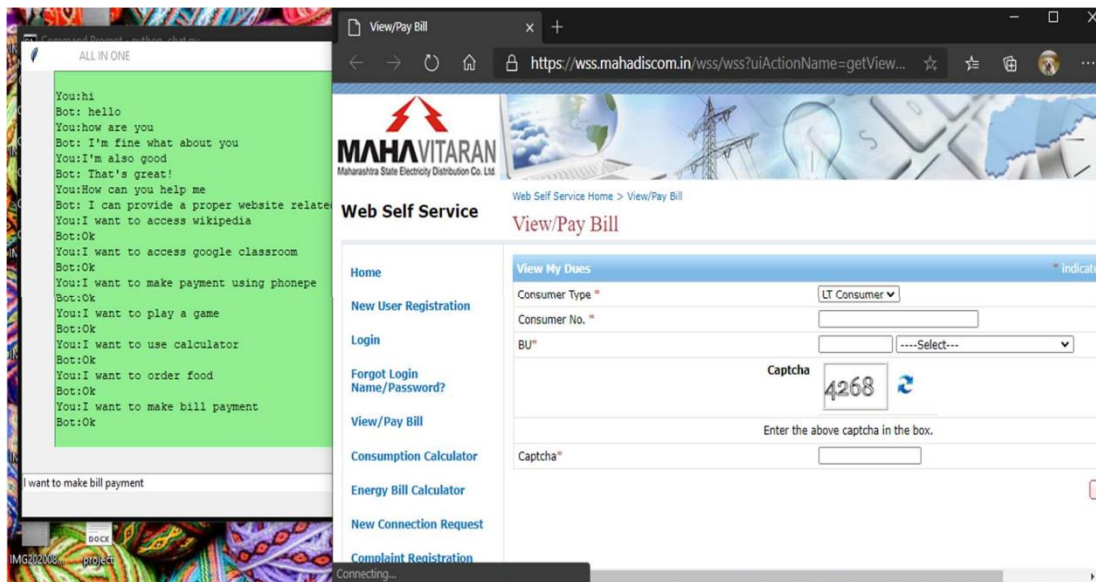 Command Prompt - python chat.py
ALL IN ONE
You:hi
Bot: hello
You:how are you
Bot: I'm fine what about you
You:I'm also good
Bot: That's great!
You:How can you help me
Bot: I can provide a proper website relate
You:I want to access wikipedia
Bot:Ok
You:I want to access google classroom
Bot:Ok
You:I want to make payment using phonepe
Bot:Ok
You:I want to play a game
Bot:Ok
You:I want to use calculator
Bot:Ok
You:I want to order food
Bot:Ok
You:I want to make bill payment
Bot:Ok
I want to make bill payment
DOCX
IMG202008...
project
View/Pay Bill
https://wss.mahadiscom.in/wss/wss?uiActionName=getView...
MAHAVITARAN
Maharashtra State Electricity Distribution Co. Ltd.
Web Self Service
Home
New User Registration
Login
Forgot Login
Name/Password?
View/Pay Bill
Consumption Calculator
Energy Bill Calculator
New Connection Request
Complaint Registration
Connecting...
Web Self Service Home > View/Pay Bill
View/Pay Bill
View My Dues * indicate
Consumer Type * LT Consumer
Consumer No. *
BU* ----Select---
Captcha 4268
Enter the above captcha in the box.
Captcha*